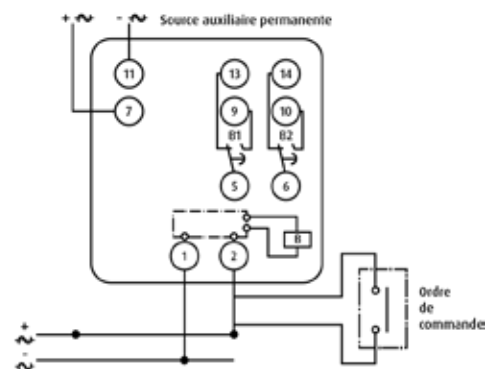 + ~ - ~ Source auxiliaire permanente
11 13 14
7 9 10
B1 B2
5 6
B
1 2
Ordre
de
commande
+
~
-
~